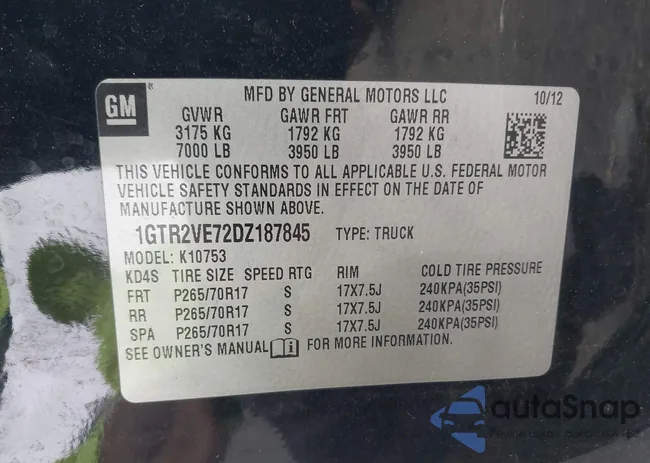 GM
MFD BY GENERAL MOTORS LLC 10/12
GVWR GAWR FRT GAWR RR
3175 KG 1792 KG 1792 KG
7000 LB 3950 LB 3950 LB
THIS VEHICLE CONFORMS TO ALL APPLICABLE U.S. FEDERAL MOTOR
VEHICLE SAFETY STANDARDS IN EFFECT ON THE DATE OF
MANUFACTURE SHOWN ABOVE.
1GTR2VE72DZ187845 TYPE: TRUCK
MODEL: K10753
KD4S TIRE SIZE SPEED RTG RIM COLD TIRE PRESSURE
FRT P265/70R17 S 17X7.5J 240KPA(35PSI)
RR P265/70R17 S 17X7.5J 240KPA(35PSI)
SPA P265/70R17 S 17X7.5J 240KPA(35PSI)
SEE OWNER'S MANUAL FOR MORE INFORMATION.
autaSnap